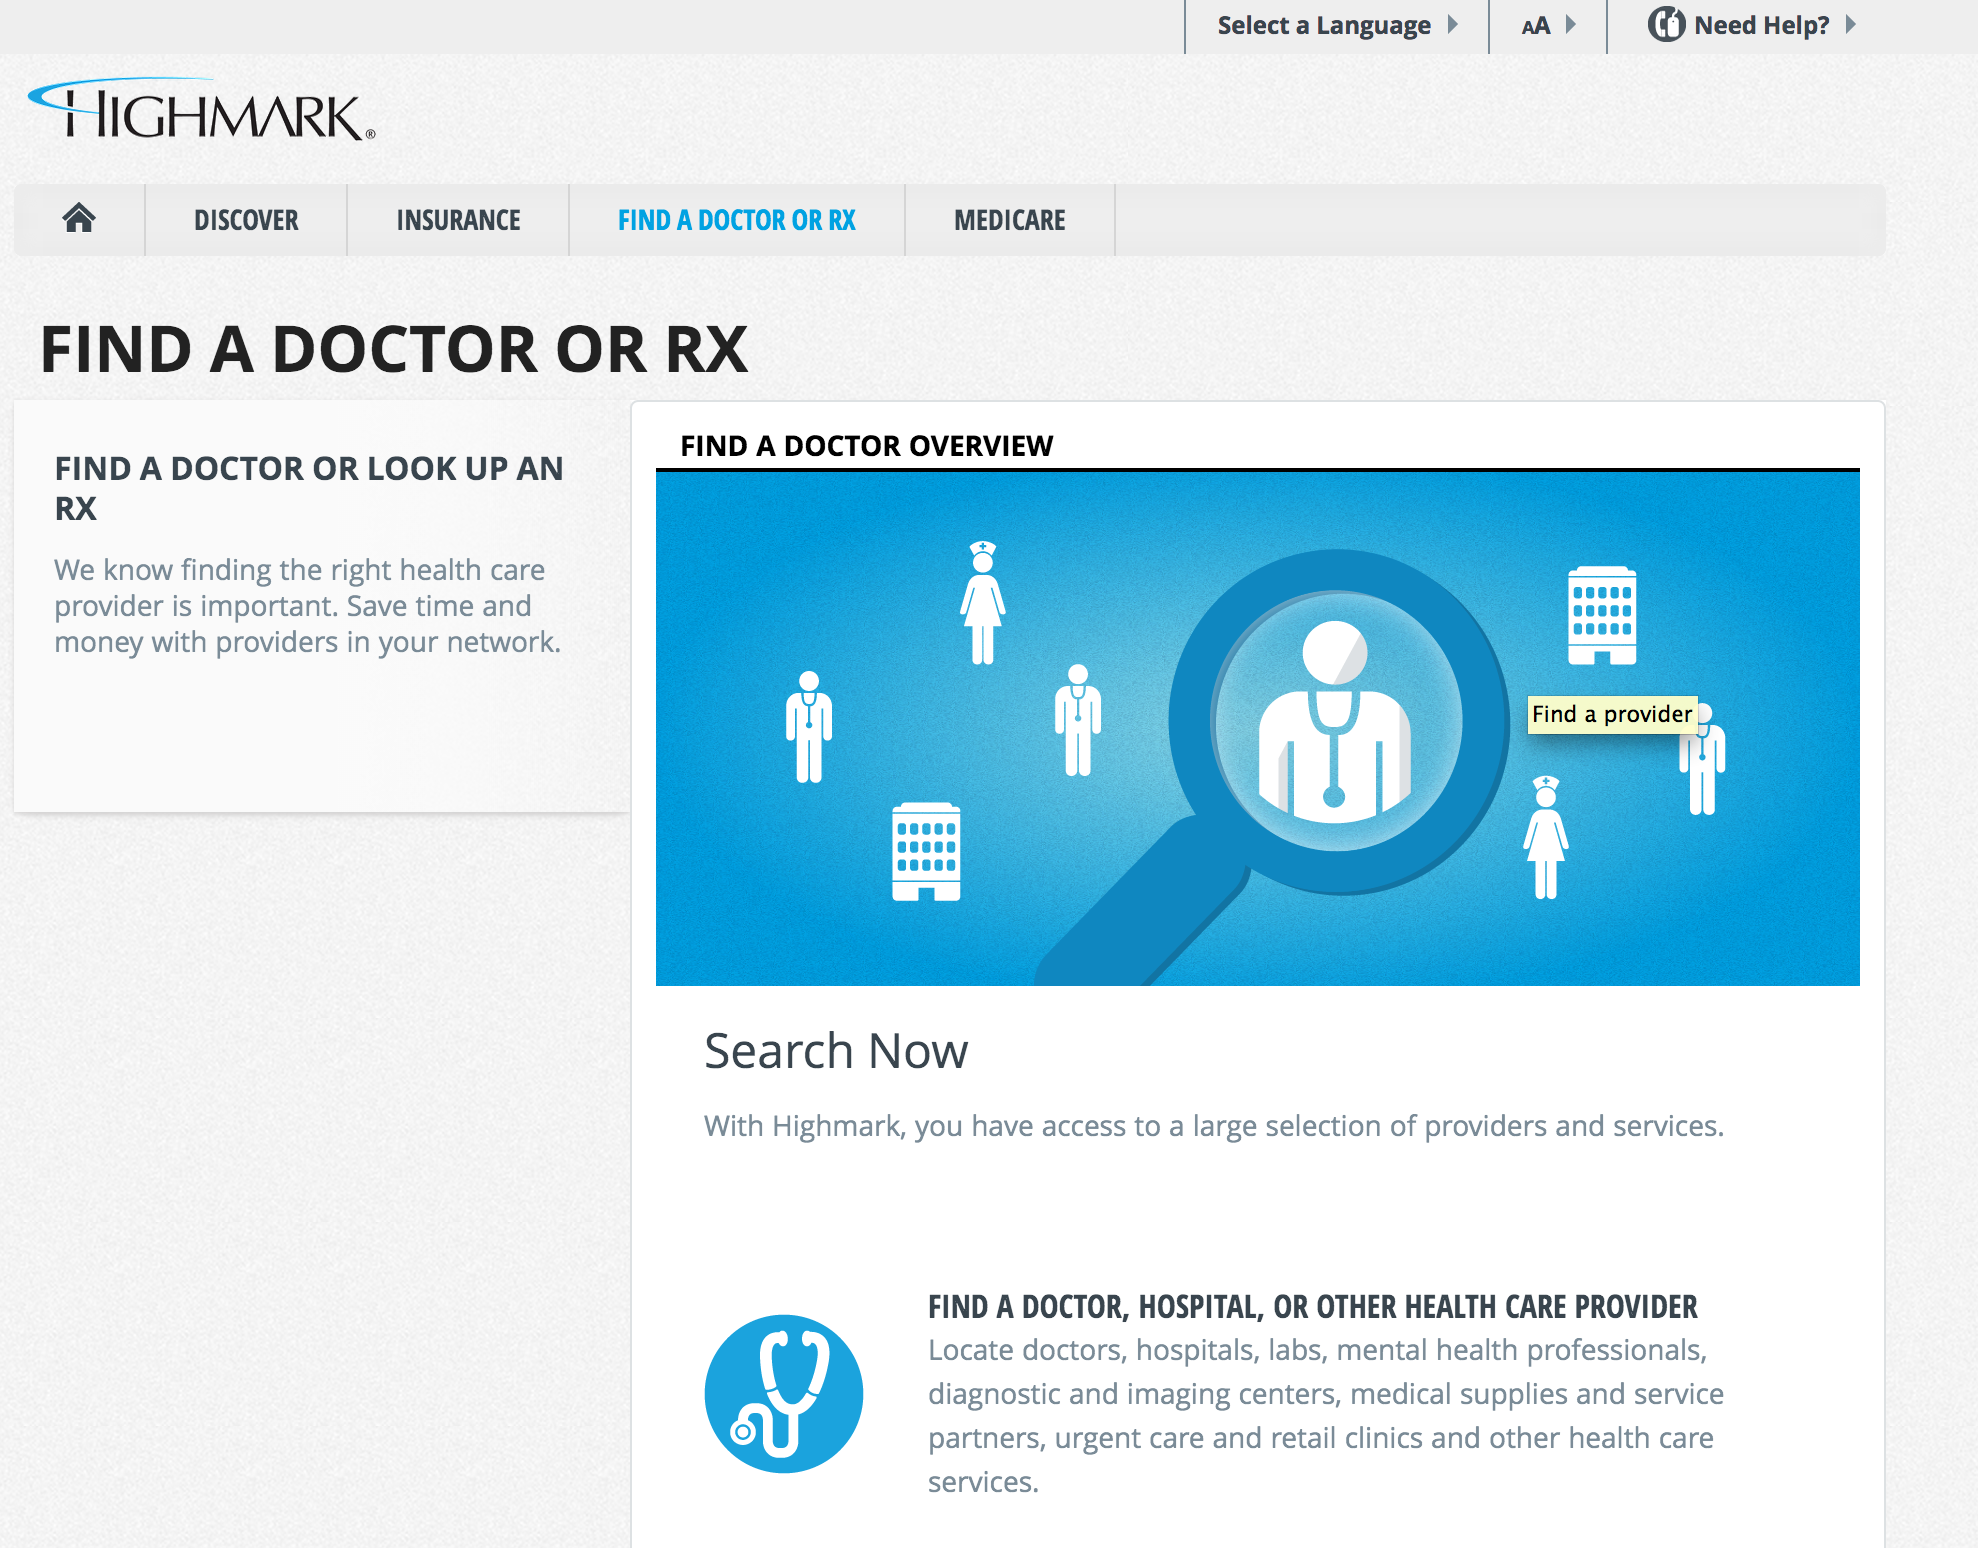 Select a Language
AA
Need Help?
HIGHMARK®
DISCOVER
INSURANCE
FIND A DOCTOR OR RX
MEDICARE
FIND A DOCTOR OR RX
FIND A DOCTOR OR LOOK UP AN
RX
We know finding the right health care
provider is important. Save time and
money with providers in your network.
FIND A DOCTOR OVERVIEW
Find a provider
Search Now
With Highmark, you have access to a large selection of providers and services.
FIND A DOCTOR, HOSPITAL, OR OTHER HEALTH CARE PROVIDER
Locate doctors, hospitals, labs, mental health professionals,
diagnostic and imaging centers, medical supplies and service
partners, urgent care and retail clinics and other health care
services.